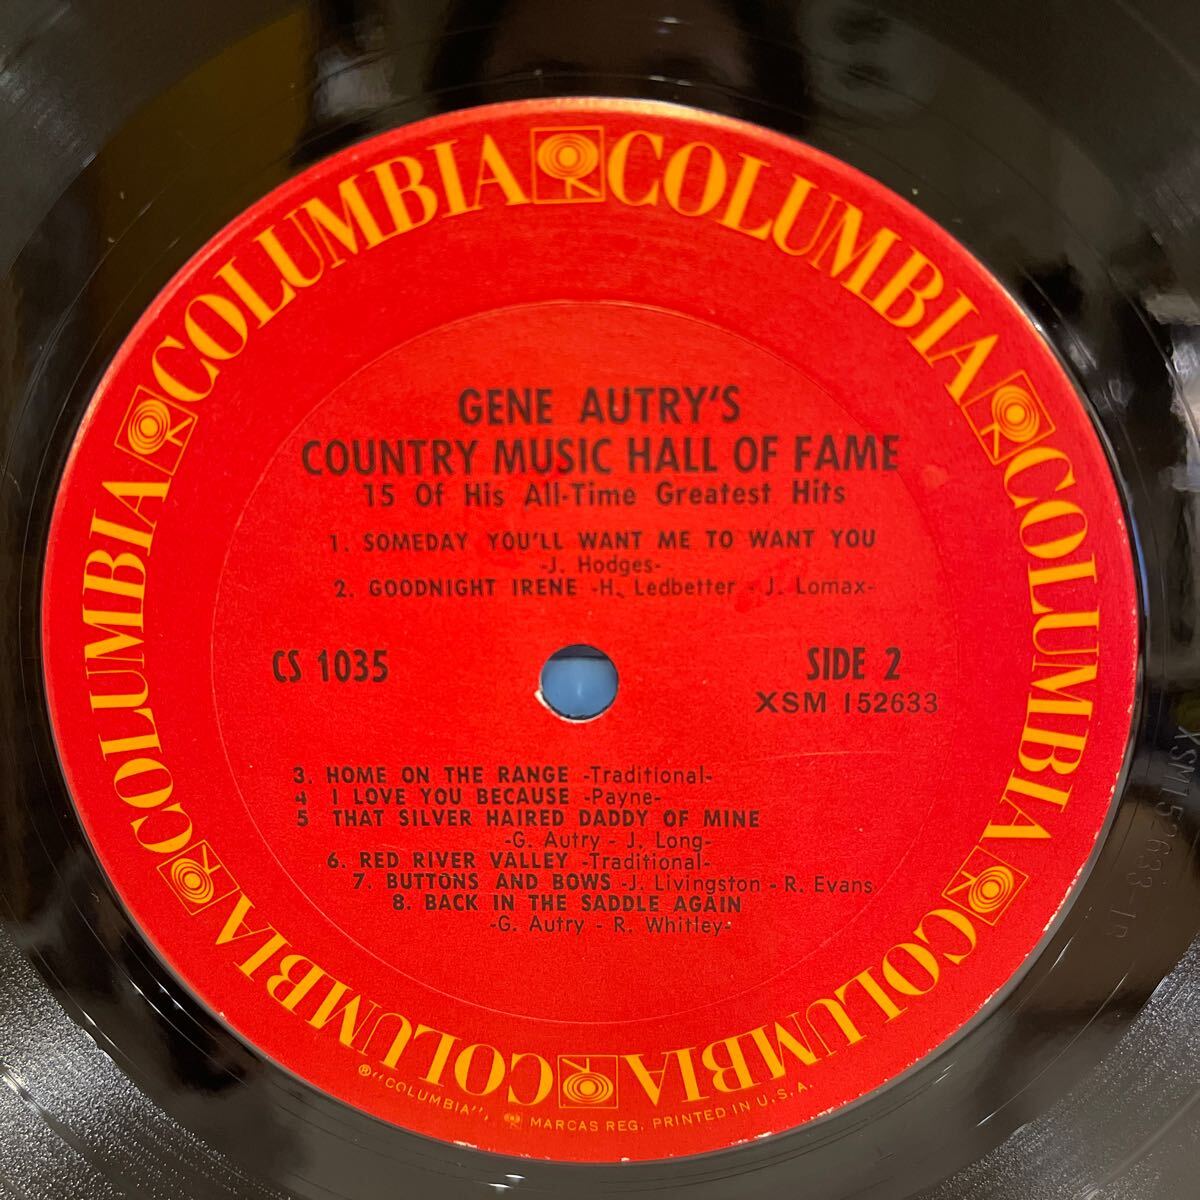 COLUMBIA COLUMBIA COLUMBIA COLUMBIA COLUMBIA COLUMBIA
GENE AUTRY'S
COUNTRY MUSIC HALL OF FAME
15 Of His All-Time Greatest Hits
1. SOMEDAY YOU'LL WANT ME TO WANT YOU
-J. Hodges-
2. GOODNIGHT IRENE -H. Ledbetter - J. Lomax-
CS 1035
SIDE 2
XSM 152633
3. HOME ON THE RANGE -Traditional-
4 I LOVE YOU BECAUSE -Payne-
5 THAT SILVER HAIRED DADDY OF MINE
-G. Autry - J. Long-
6. RED RIVER VALLEY -Traditional-
7. BUTTONS AND BOWS -J. Livingston - R. Evans
8. BACK IN THE SADDLE AGAIN
-G. Autry - R. Whitley-
®"COLUMBIA", MARCAS REG. PRINTED IN U.S.A.
XSM152633-1B